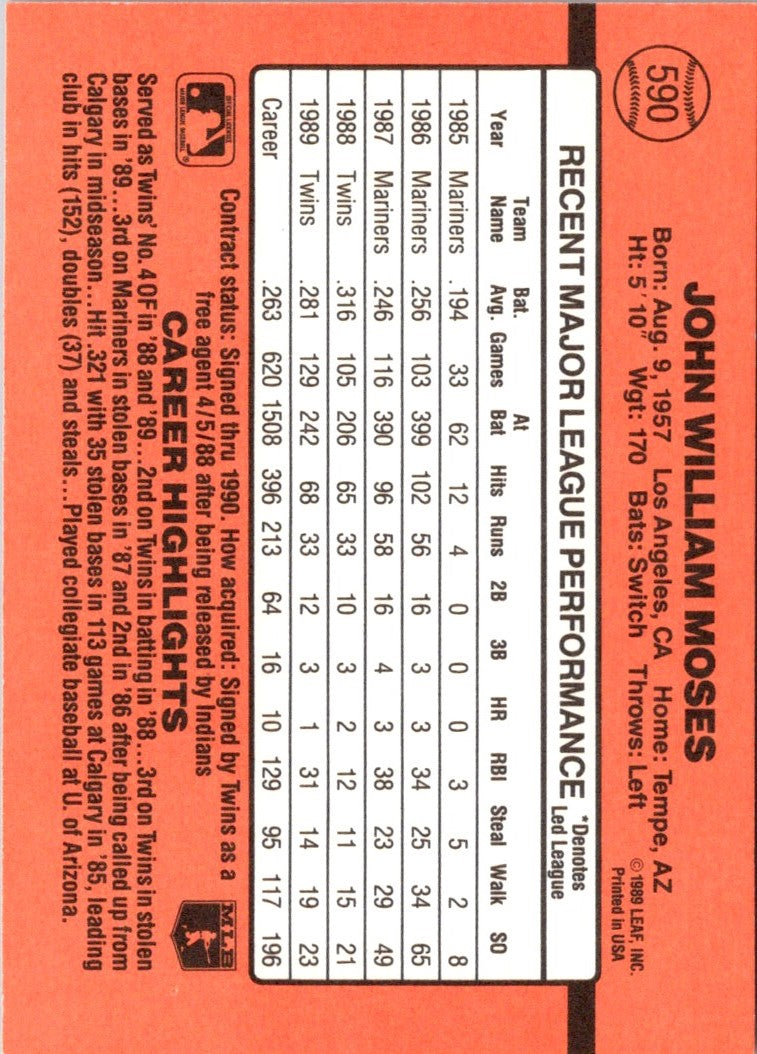 590
JOHN WILLIAM MOSES
Born: Aug. 9, 1957 Los Angeles, CA Home: Tempe, AZ
Ht: 5' 10" Wgt: 170 Bats: Switch Throws: Left
© 1989 LEAF, INC.
Printed in USA
RECENT MAJOR LEAGUE PERFORMANCE
*Denotes
Led League
Year Team Name Bat. Avg. Games At Bat Hits Runs 2B 3B HR RBI Steal Walk SO
1985 Mariners .194 33 62 12 4 0 0 0 3 5 2 8
1986 Mariners .256 103 399 102 56 16 3 3 34 25 34 65
1987 Mariners .246 116 390 96 58 16 4 3 38 23 29 49
1988 Twins .316 105 206 65 33 10 3 2 12 11 15 21
1989 Twins .281 129 242 68 33 12 3 1 31 14 19 23
Career .263 620 1508 396 213 64 16 10 129 95 117 196
Contract status: Signed thru 1990. How acquired: Signed by Twins as a
free agent 4/5/88 after being released by Indians
MLB
CAREER HIGHLIGHTS
Served as Twins' No. 4 OF in '88 and '89...2nd on Twins in batting in '88...3rd on Twins in stolen
bases in '89...3rd on Mariners in stolen bases in '87 and 2nd in '86 after being called up from
Calgary in midseason...Hit .321 with 35 stolen bases in 113 games at Calgary in '85, leading
club in hits (152), doubles (37) and steals...Played collegiate baseball at U. of Arizona.